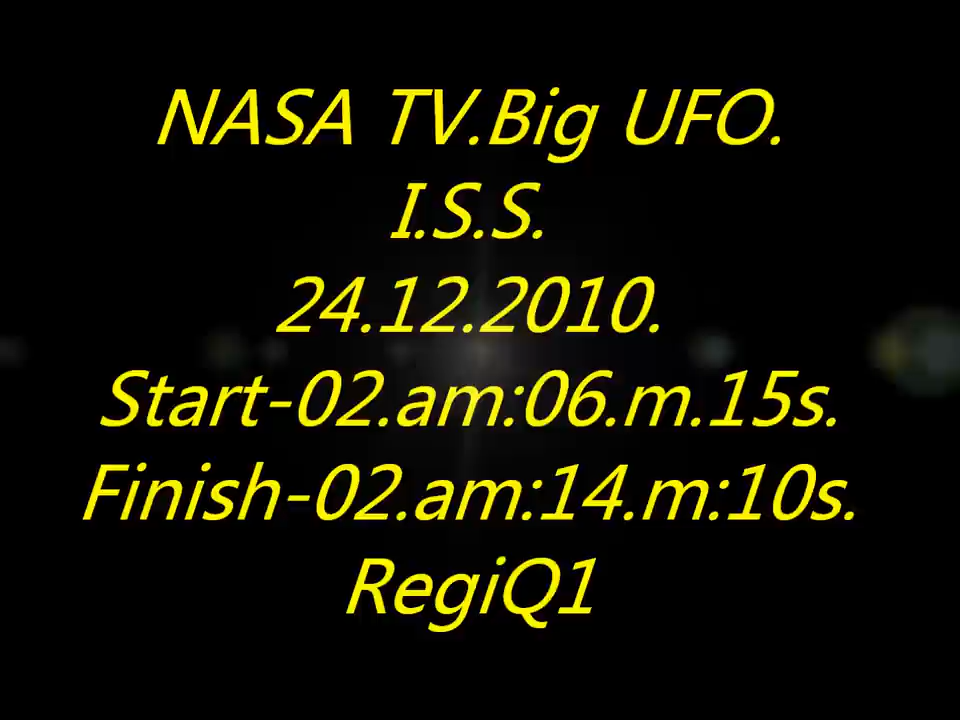 NASA TV.Big UFO.
I.S.S.
24.12.2010.
Start-02.am:06.m.15s.
Finish-02.am:14.m:10s.
RegiQ1